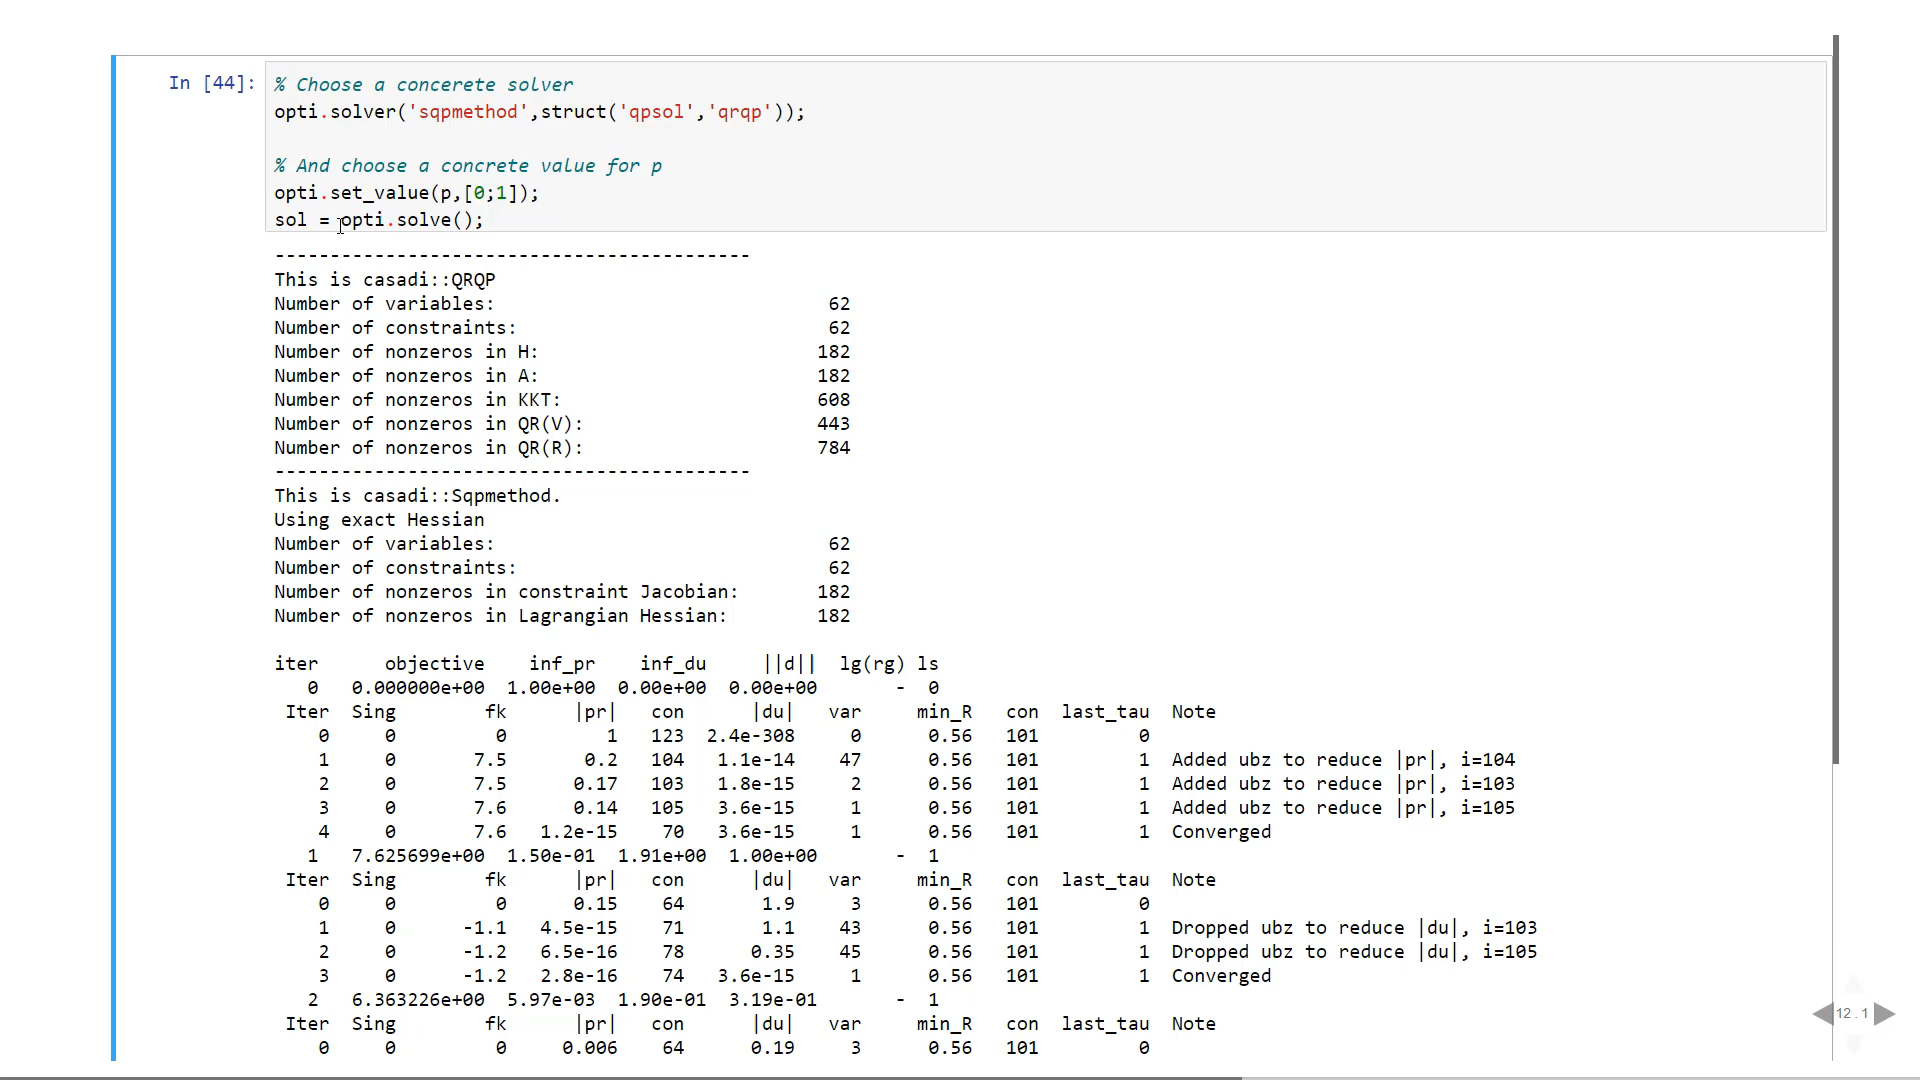 In [44]: % Choose a concerete solver
opti.solver('sqpmethod',struct('qpsol','qrqp'));
% And choose a concrete value for p
opti.set_value(p,[0;1]);
sol = opti.solve();
-------------------------------------------
This is casadi::QRQP
Number of variables: 62
Number of constraints: 62
Number of nonzeros in H: 182
Number of nonzeros in A: 182
Number of nonzeros in KKT: 608
Number of nonzeros in QR(V): 443
Number of nonzeros in QR(R): 784
-------------------------------------------
This is casadi::Sqpmethod.
Using exact Hessian
Number of variables: 62
Number of constraints: 62
Number of nonzeros in constraint Jacobian: 182
Number of nonzeros in Lagrangian Hessian: 182
iter objective inf_pr inf_du ||d|| lg(rg) ls
0 0.000000e+00 1.00e+00 0.00e+00 0.00e+00 - 0
Iter Sing fk |pr| con |du| var min_R con last_tau Note
0 0 0 1 123 2.4e-308 0 0.56 101 0
1 0 7.5 0.2 104 1.1e-14 47 0.56 101 1 Added ubz to reduce |pr|, i=104
2 0 7.5 0.17 103 1.8e-15 2 0.56 101 1 Added ubz to reduce |pr|, i=103
3 0 7.6 0.14 105 3.6e-15 1 0.56 101 1 Added ubz to reduce |pr|, i=105
4 0 7.6 1.2e-15 70 3.6e-15 1 0.56 101 1 Converged
1 7.625699e+00 1.50e-01 1.91e+00 1.00e+00 - 1
Iter Sing fk |pr| con |du| var min_R con last_tau Note
0 0 0 0.15 64 1.9 3 0.56 101 0
1 0 -1.1 4.5e-15 71 1.1 43 0.56 101 1 Dropped ubz to reduce |du|, i=103
2 0 -1.2 6.5e-16 78 0.35 45 0.56 101 1 Dropped ubz to reduce |du|, i=105
3 0 -1.2 2.8e-16 74 3.6e-15 1 0.56 101 1 Converged
2 6.363226e+00 5.97e-03 1.90e-01 3.19e-01 - 1
Iter Sing fk |pr| con |du| var min_R con last_tau Note
0 0 0 0.006 64 0.19 3 0.56 101 0
12.1